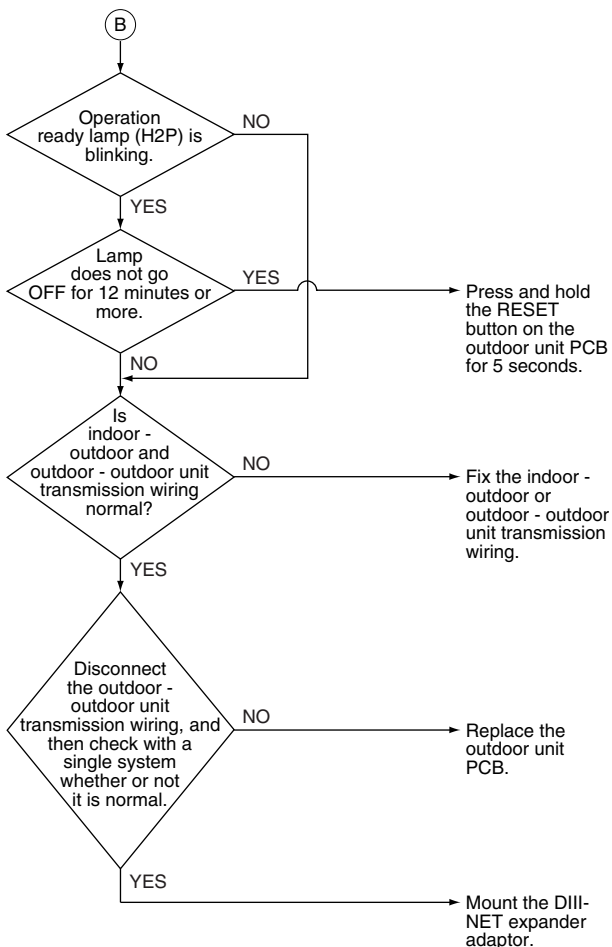 B
Operation
ready lamp (H2P) is
blinking.
NO
YES
Lamp
does not go
OFF for 12 minutes or
more.
YES
Press and hold
the RESET
button on the
outdoor unit PCB
for 5 seconds.
NO
Is
indoor -
outdoor and
outdoor - outdoor unit
transmission wiring
normal?
NO
Fix the indoor -
outdoor or
outdoor - outdoor
unit transmission
wiring.
YES
Disconnect
the outdoor -
outdoor unit
transmission wiring, and
then check with a
single system
whether or not
it is normal.
NO
Replace the
outdoor unit
PCB.
YES
Mount the DIII-
NET expander
adaptor.